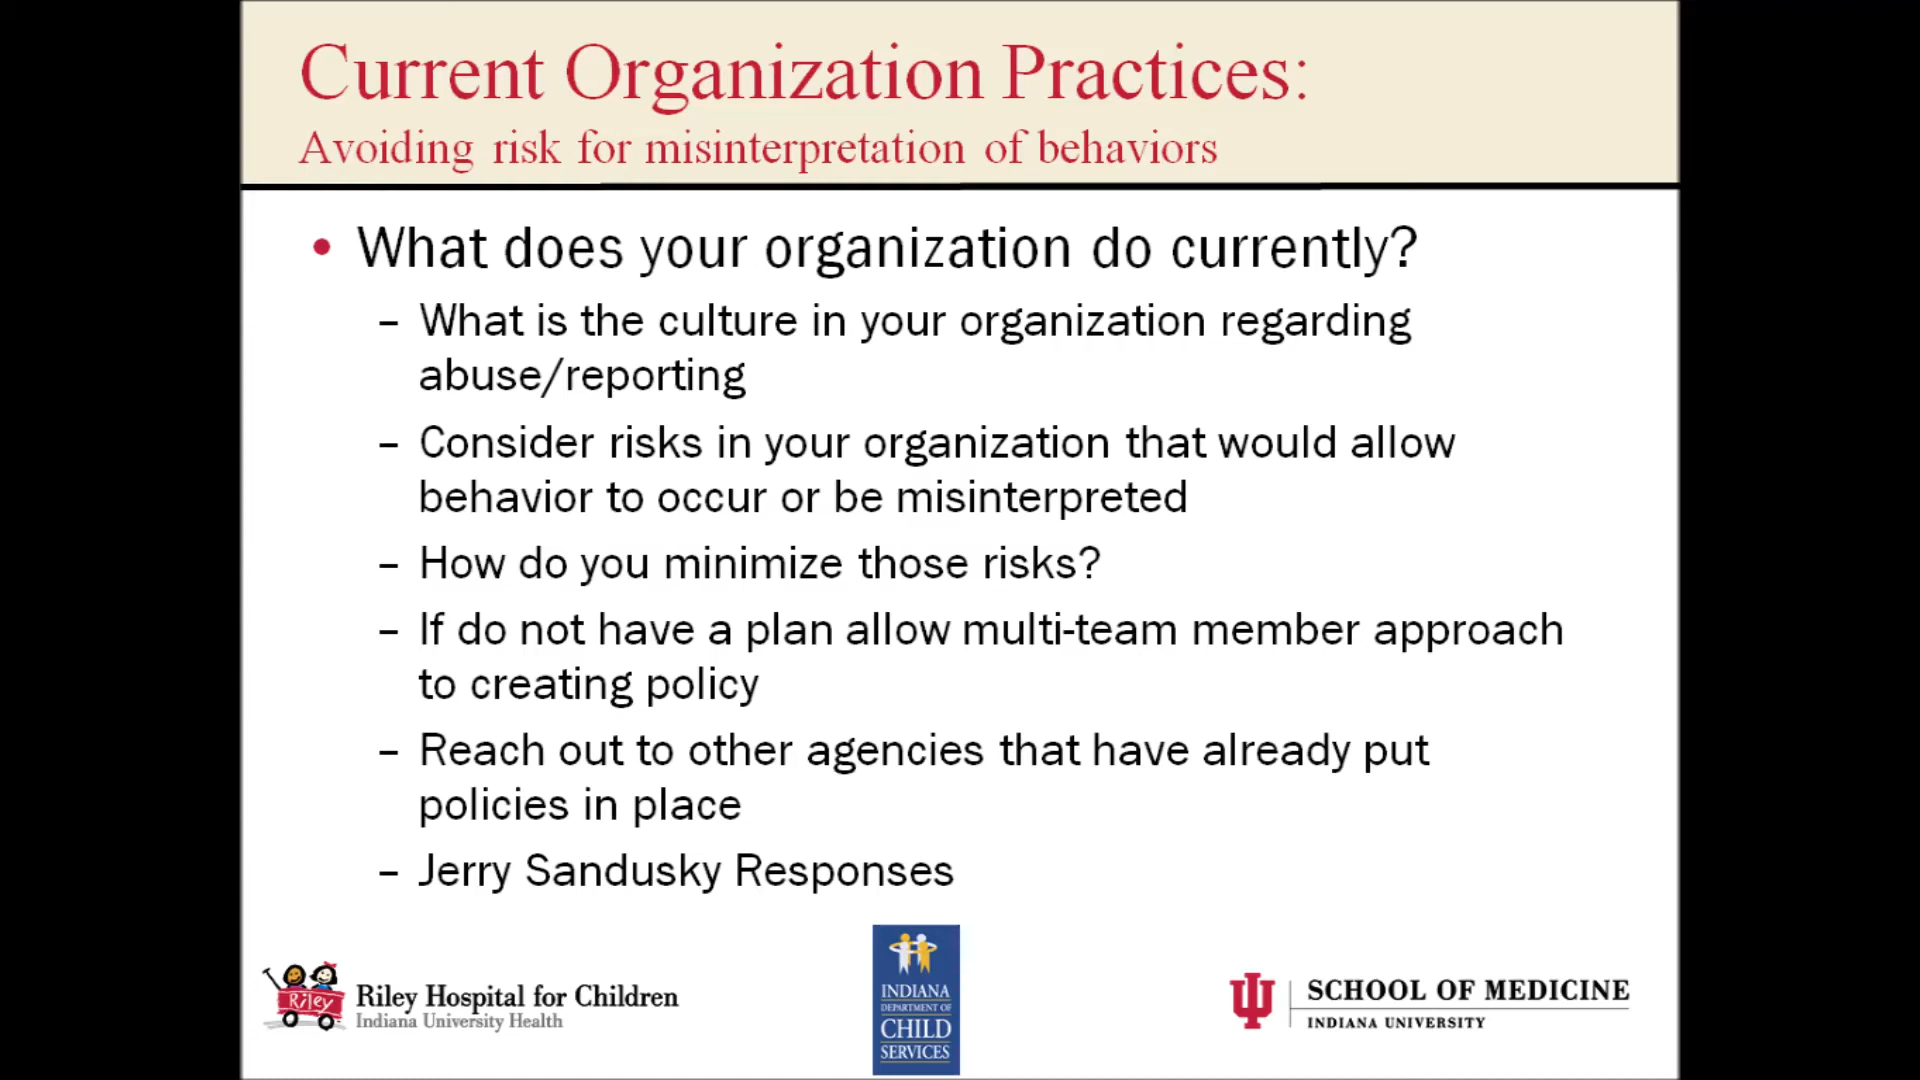 Current Organization Practices:
Avoiding risk for misinterpretation of behaviors
• What does your organization do currently?
– What is the culture in your organization regarding
abuse/reporting
– Consider risks in your organization that would allow
behavior to occur or be misinterpreted
– How do you minimize those risks?
– If do not have a plan allow multi-team member approach
to creating policy
– Reach out to other agencies that have already put
policies in place
– Jerry Sandusky Responses
Riley
Riley Hospital for Children
Indiana University Health
INDIANA
DEPARTMENT OF
CHILD
SERVICES
SCHOOL OF MEDICINE
INDIANA UNIVERSITY